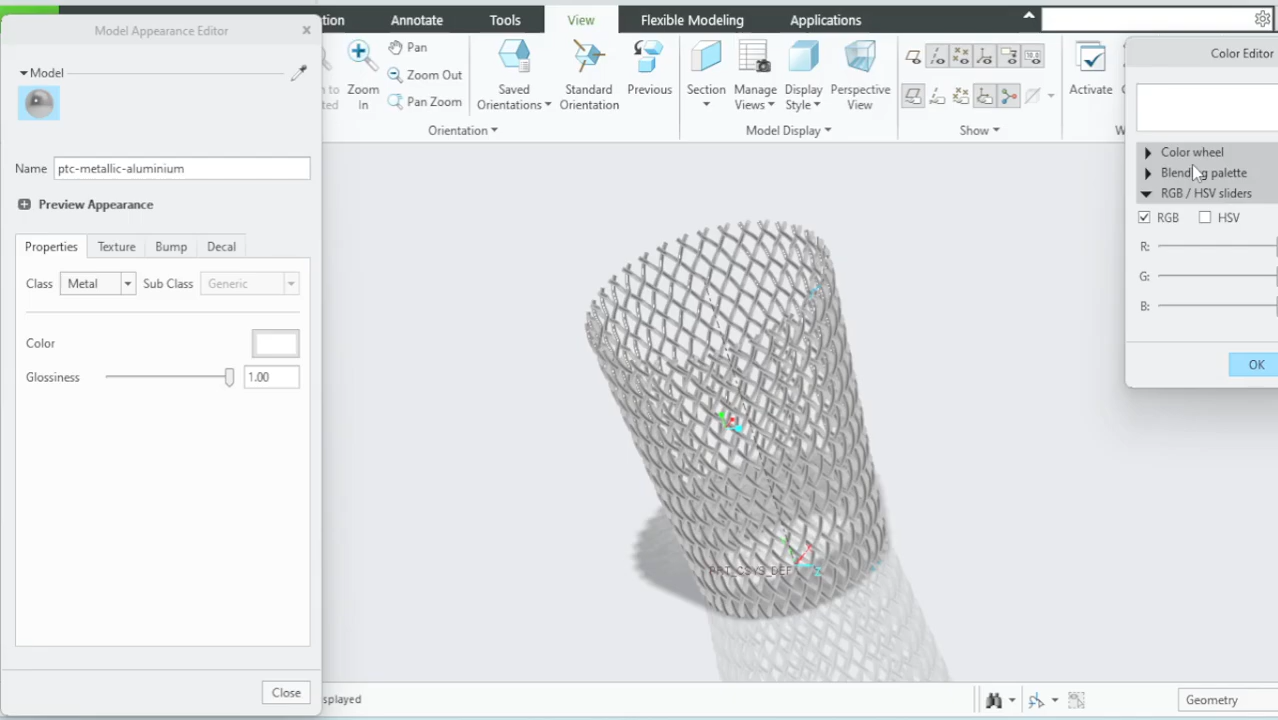 Model Appearance Editor
Model
Name ptc-metallic-aluminium
Preview Appearance
Properties Texture Bump Decal
Class Metal Sub Class Generic
Color
Glossiness 1.00
Close
Annotate Tools View Flexible Modeling Applications
Zoom In
Pan
Zoom Out
Pan Zoom
Saved Orientations
Standard Orientation
Previous
Orientation
Section
Manage Views
Display Style
Perspective View
Model Display
Show
Activate
Color Editor
Color wheel
Blending palette
RGB / HSV sliders
RGB HSV
R:
G:
B:
OK
PRT_CSYS_DEF
X
Z
Geometry